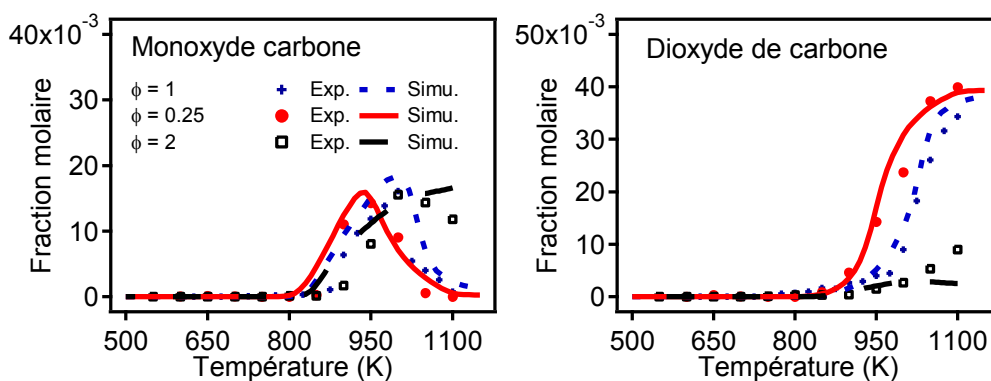 40x10-3
30
20
10
0
Fraction molaire
Monoxyde carbone
ϕ = 1 Exp. Simu.
ϕ = 0.25 Exp. Simu.
ϕ = 2 Exp. Simu.
500 650 800 950 1100
Température (K)
50x10-3
40
30
20
10
0
Fraction molaire
Dioxyde de carbone
500 650 800 950 1100
Température (K)